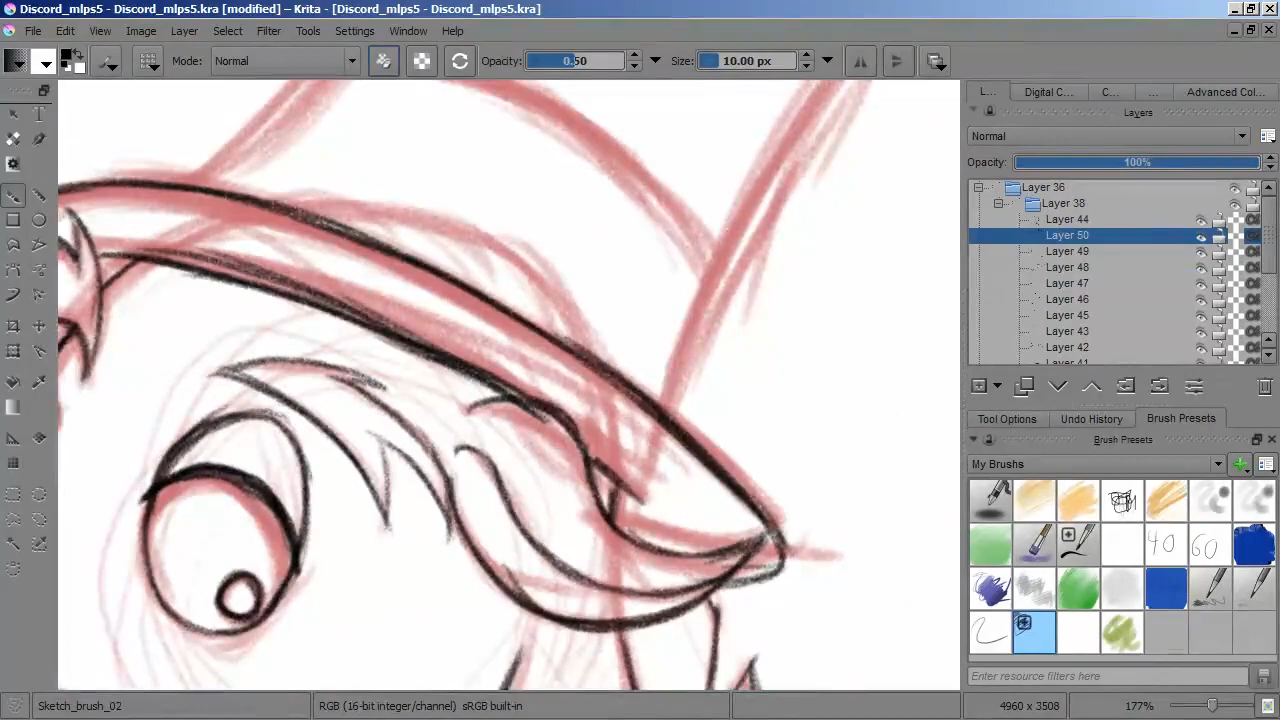 Discord_mlps5 - Discord_mlps5.kra [modified] – Krita - [Discord_mlps5 - Discord_mlps5.kra]
File Edit View Image Layer Select Filter Tools Settings Window Help
Mode: Normal Opacity: 0.50 Size: 10.00 px
L... Digital C... C... ... Advanced Col...
Layers
Normal
Opacity: 100%
Layer 36
Layer 38
Layer 44
Layer 50
Layer 49
Layer 48
Layer 47
Layer 46
Layer 45
Layer 43
Layer 42
Tool Options Undo History Brush Presets
Brush Presets
My Brushes
40 60
Enter resource filters here
Sketch_brush_02 RGB (16-bit integer/channel) sRGB built-in 4960 x 3508 177%